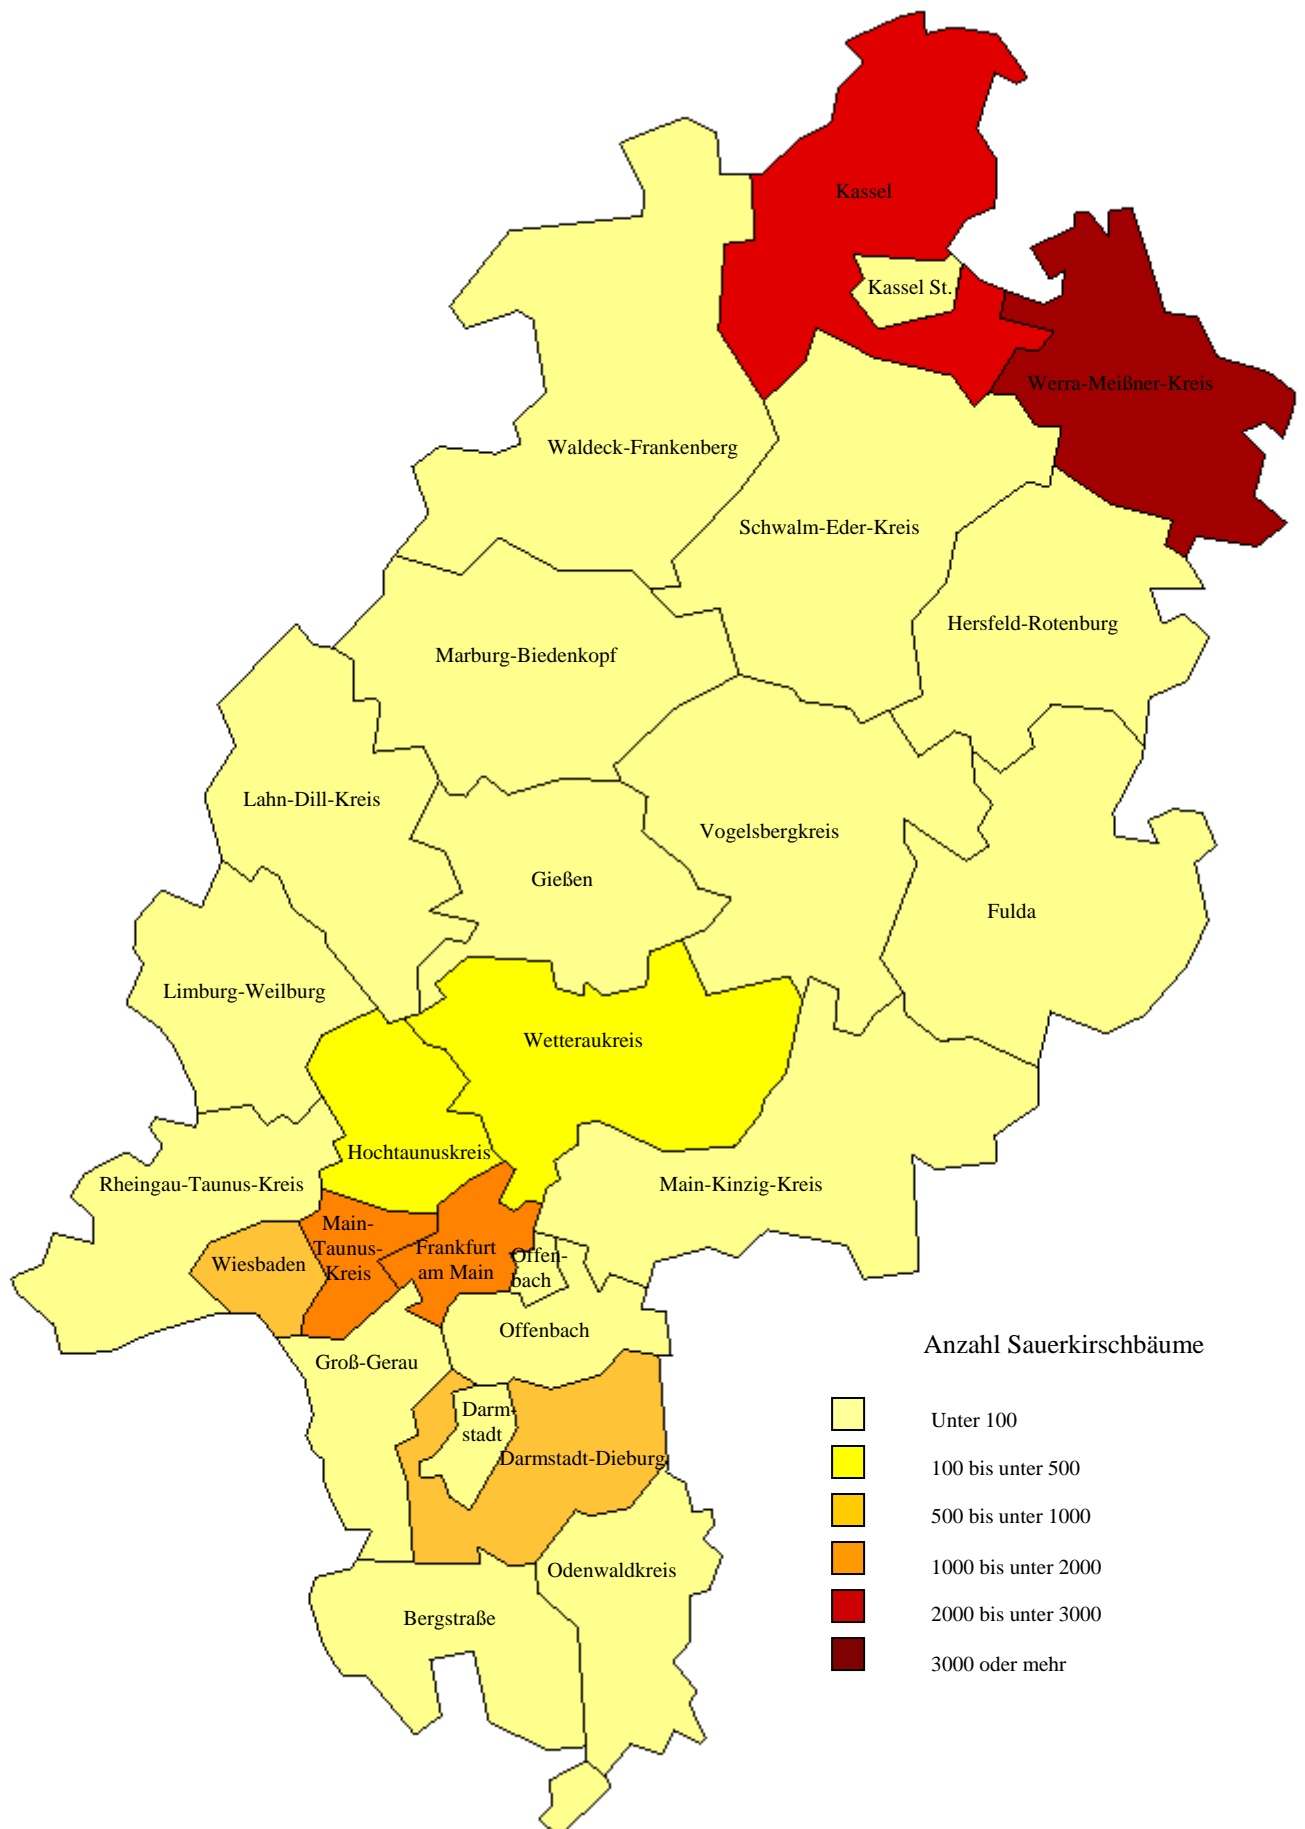 Kassel
Kassel St.
Werra-Meißner-Kreis
Waldeck-Frankenberg
Schwalm-Eder-Kreis
Hersfeld-Rotenburg
Marburg-Biedenkopf
Lahn-Dill-Kreis
Vogelsbergkreis
Gießen
Fulda
Limburg-Weilburg
Wetteraukreis
Hochtaunuskreis
Rheingau-Taunus-Kreis
Main-Kinzig-Kreis
Main-
Taunus-
Kreis
Wiesbaden
Frankfurt
am Main
Offen-
bach
Offenbach
Groß-Gerau
Darm-
stadt
Darmstadt-Dieburg
Odenwaldkreis
Bergstraße
Anzahl Sauerkirschbäume
Unter 100
100 bis unter 500
500 bis unter 1000
1000 bis unter 2000
2000 bis unter 3000
3000 oder mehr